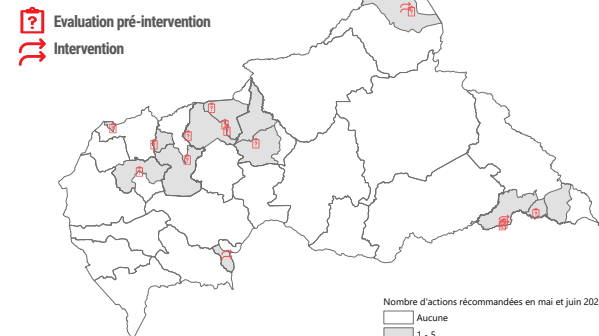 Evaluation pré-intervention
Intervention
Nombre d'actions récommandées en mai et juin 202
Aucune
1 - 5